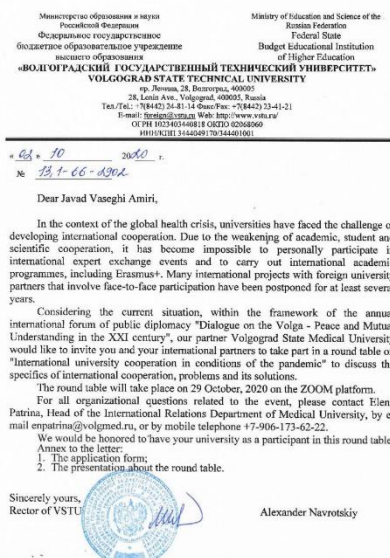 Министерство образования и науки
Российской Федерации
Федеральное государственное
бюджетное образовательное учреждение
высшего образования
Ministry of Education and Science of the
Russian Federation
Federal State
Budget Educational Institution
of Higher Education
«ВОЛГОГРАДСКИЙ ГОСУДАРСТВЕННЫЙ ТЕХНИЧЕСКИЙ УНИВЕРСИТЕТ»
VOLGOGRAD STATE TECHNICAL UNIVERSITY
пр. Ленина, 28, Волгоград, 400005
28, Lenin Ave., Volgograd, 400005, Russia
Тел./Tel.: +7(8442) 24-81-14 Факс/Fax: +7(8442) 23-41-21
E-mail: foreign@vstu.ru Web: http://www.vstu.ru/
ОГРН 1023403440818 ОКПО 02068060
ИНН/КПП 3444049170/344401001
« 02 » 10 2020 г.
№ 13.1-66-2902
Dear Javad Vaseghi Amiri,
In the context of the global health crisis, universities have faced the challenge o
developing international cooperation. Due to the weakening of academic, student an
scientific cooperation, it has become impossible to personally participate i
international expert exchange events and to carry out international academi
programmes, including Erasmus+. Many international projects with foreign university
partners that involve face-to-face participation have been postponed for at least severa
years.
Considering the current situation, within the framework of the annua
international forum of public diplomacy "Dialogue on the Volga - Peace and Mutua
Understanding in the XXI century", our partner Volgograd State Medical University
would like to invite you and your international partners to take part in a round table o
"International university cooperation in conditions of the pandemic" to discuss th
specifics of international cooperation, problems and its solutions.
The round table will take place on 29 October, 2020 on the ZOOM platform.
For all organizational questions related to the event, please contact Elen
Patrina, Head of the International Relations Department of Medical University, by e
mail enpatrina@volgmed.ru, or by mobile telephone +7-906-173-62-22.
We would be honored to have your university as a participant in this round table
Annex to the letter:
1. The application form;
2. The presentation about the round table.
Sincerely yours,
Rector of VSTU
Alexander Navrotskiy